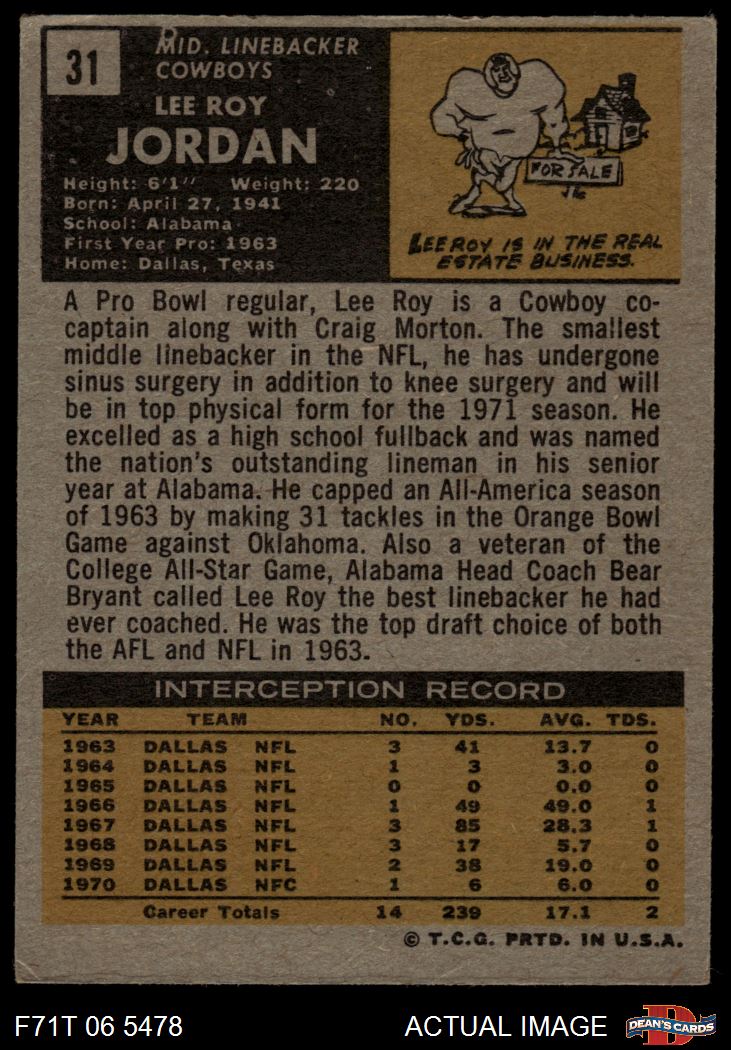 31
MID. LINEBACKER
COWBOYS
LEE ROY
JORDAN
Height: 6'1" Weight: 220
Born: April 27, 1941
School: Alabama
First Year Pro: 1963
Home: Dallas, Texas
FOR SALE
LEE ROY IS IN THE REAL
ESTATE BUSINESS.
A Pro Bowl regular, Lee Roy is a Cowboy co-
captain along with Craig Morton. The smallest
middle linebacker in the NFL, he has undergone
sinus surgery in addition to knee surgery and will
be in top physical form for the 1971 season. He
excelled as a high school fullback and was named
the nation's outstanding lineman in his senior
year at Alabama. He capped an All-America season
of 1963 by making 31 tackles in the Orange Bowl
Game against Oklahoma. Also a veteran of the
College All-Star Game, Alabama Head Coach Bear
Bryant called Lee Roy the best linebacker he had
ever coached. He was the top draft choice of both
the AFL and NFL in 1963.
INTERCEPTION RECORD
YEAR TEAM NO. YDS. AVG. TDS.
1963 DALLAS NFL 3 41 13.7 0
1964 DALLAS NFL 1 3 3.0 0
1965 DALLAS NFL 0 0 0.0 0
1966 DALLAS NFL 1 49 49.0 1
1967 DALLAS NFL 3 85 28.3 1
1968 DALLAS NFL 3 17 5.7 0
1969 DALLAS NFL 2 38 19.0 0
1970 DALLAS NFC 1 6 6.0 0
Career Totals 14 239 17.1 2
© T.C.G. PRTD. IN U.S.A.
F71T 06 5478 ACTUAL IMAGE
DEAN'S CARDS